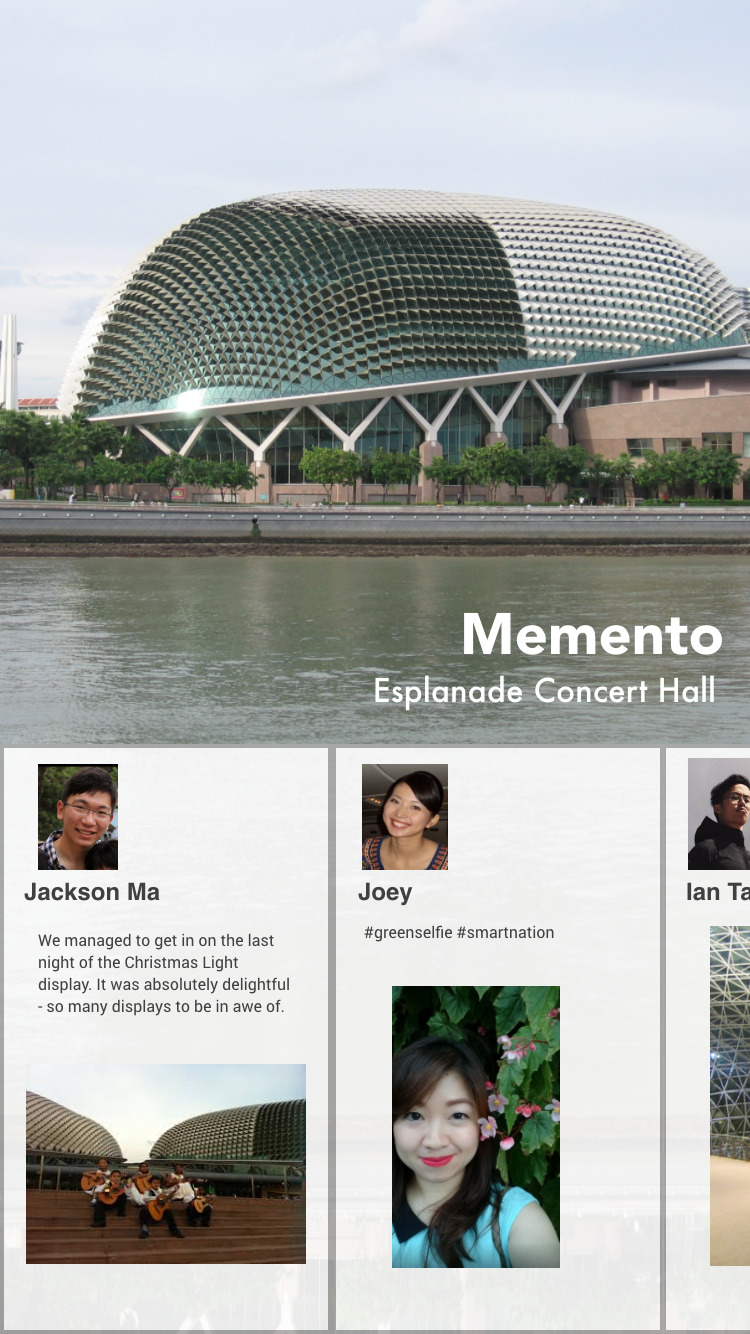 Memento
Esplanade Concert Hall
Jackson Ma
We managed to get in on the last
night of the Christmas Light
display. It was absolutely delightful
- so many displays to be in awe of.
Joey
#greenselfie #smartnation
Ian Ta